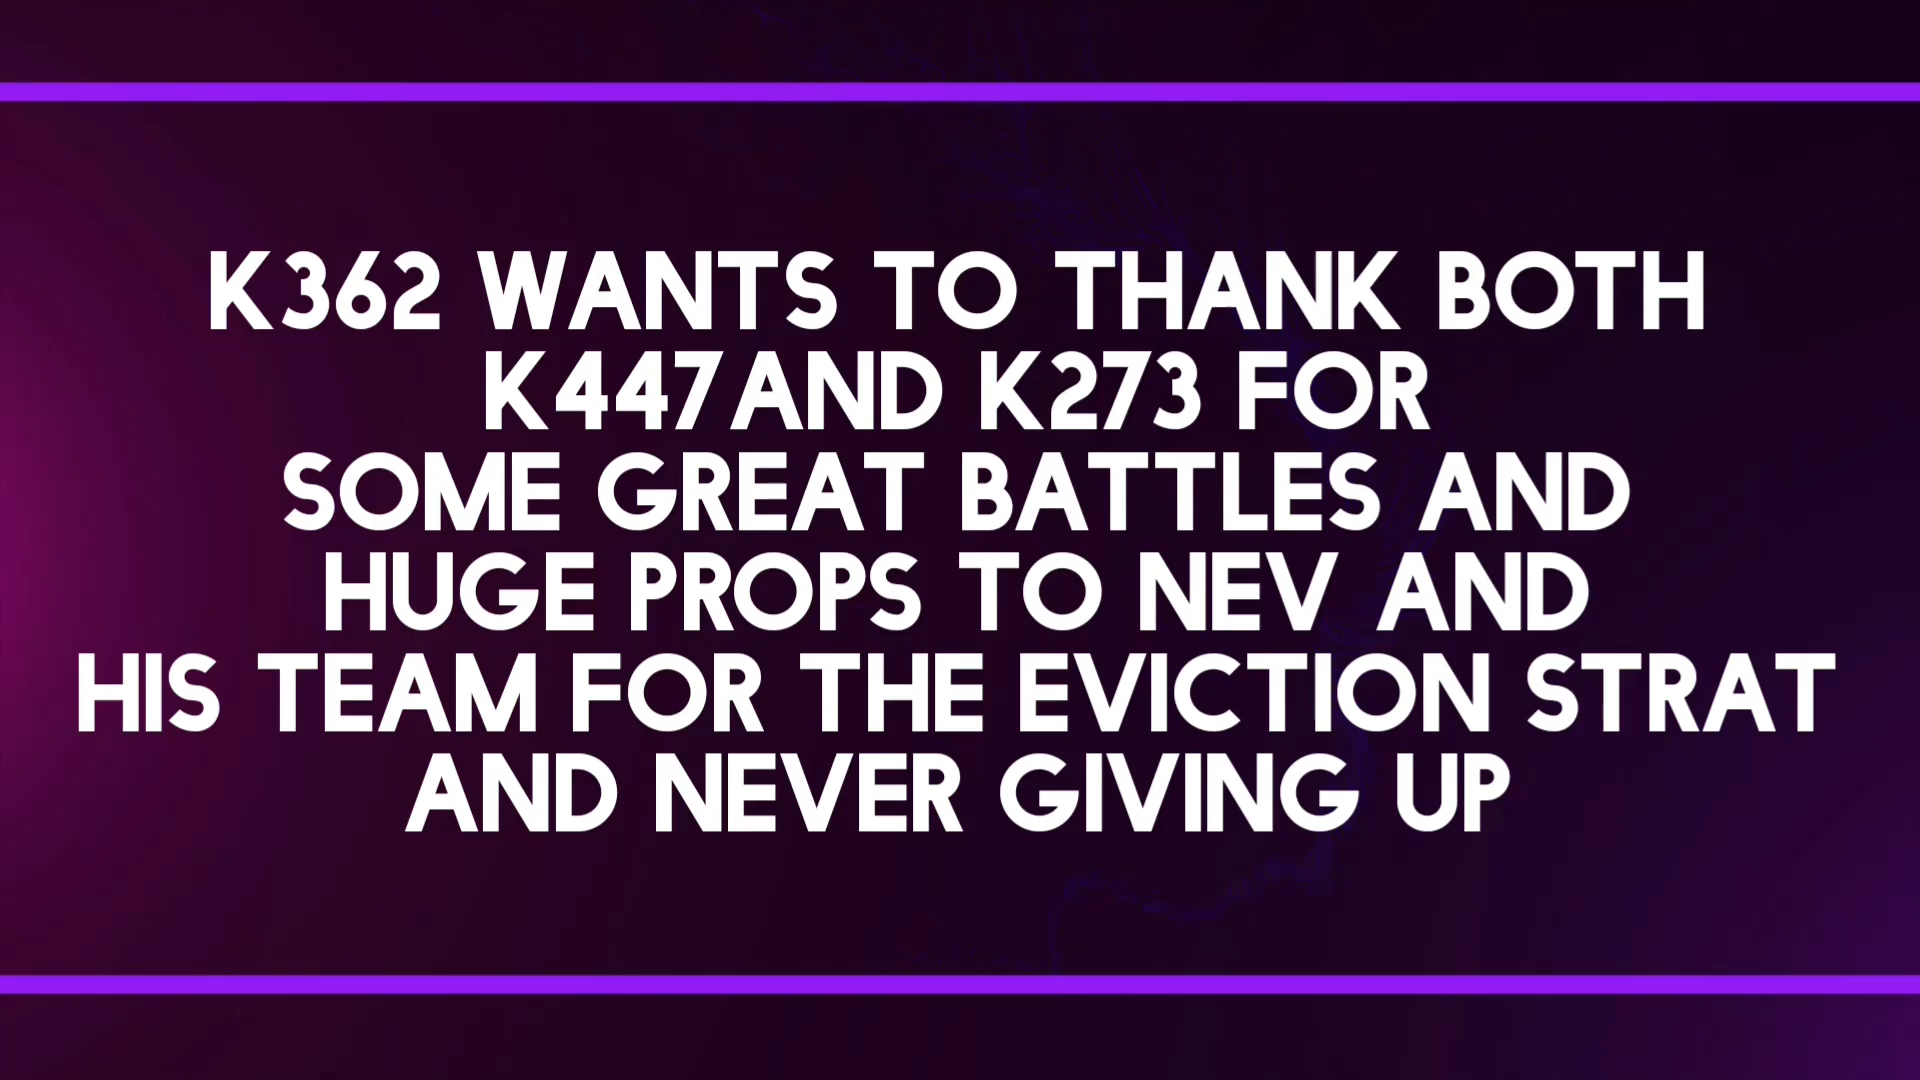 K362 WANTS TO THANK BOTH
K447AND K273 FOR
SOME GREAT BATTLES AND
HUGE PROPS TO NEV AND
HIS TEAM FOR THE EVICTION STRAT
AND NEVER GIVING UP